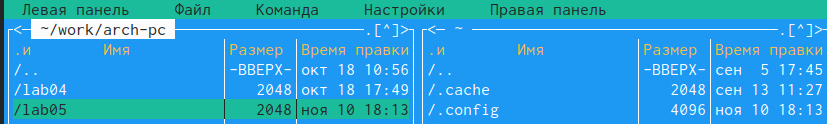 Левая панель Файл Команда Настройки Правая панель
<─ ~/work/arch-pc .[^]> <─ ~ .[^]>
.и Имя Размер Время правки .и Имя Размер Время правки
/.. -ВВЕРХ- окт 18 10:56 /.. -ВВЕРХ- сен 5 17:45
/lab04 2048 окт 18 17:49 /.cache 2048 сен 13 11:27
/lab05 2048 ноя 10 18:13 /.config 4096 ноя 10 18:13